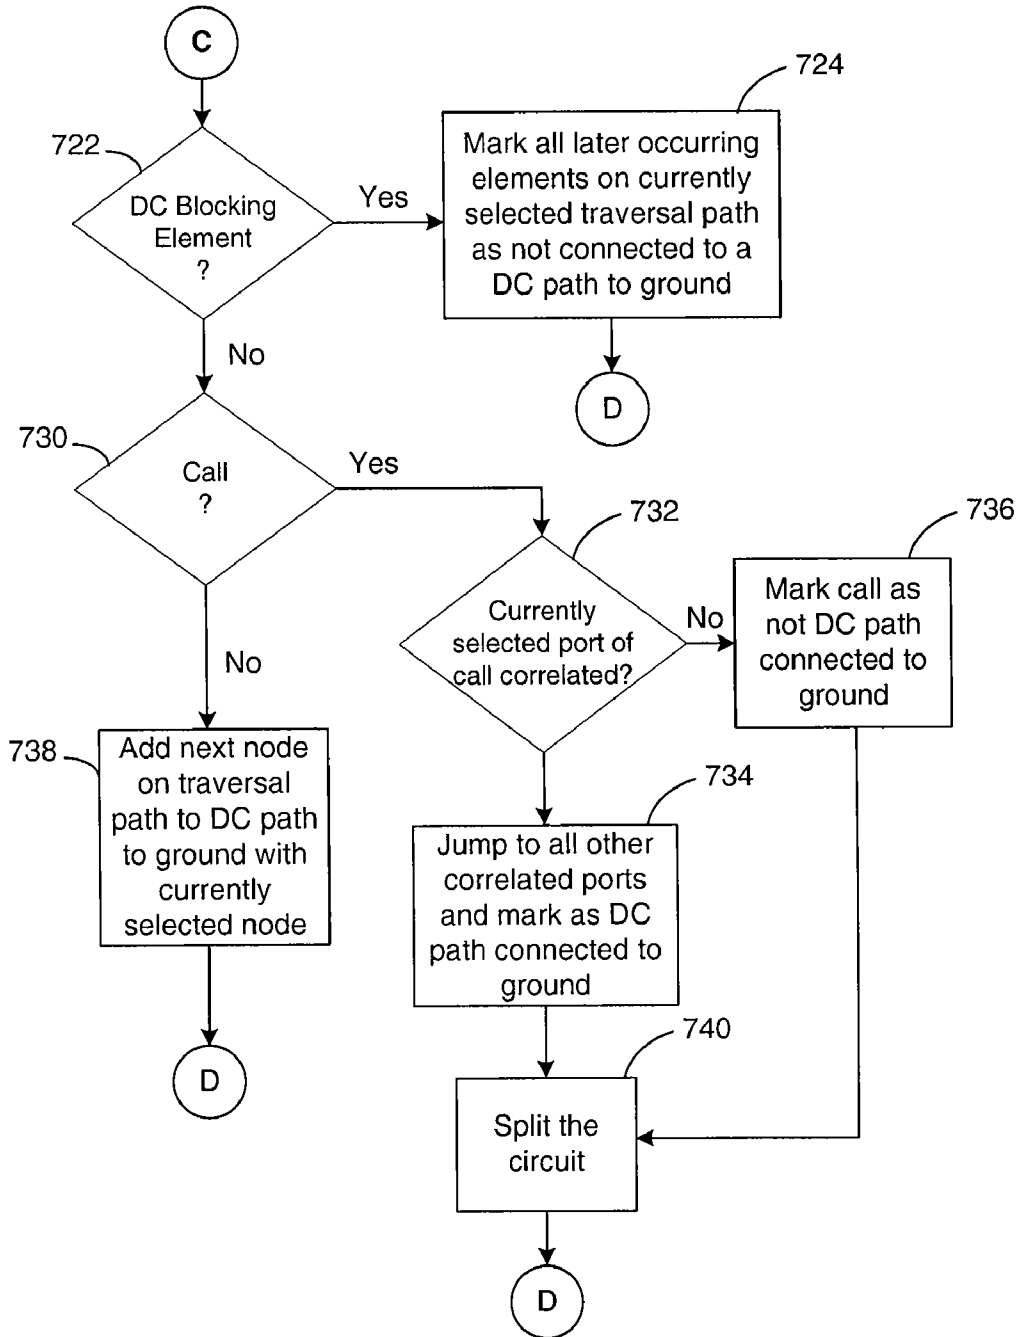 C
724
722
Mark all later occurring
elements on currently
selected traversal path
as not connected to a
DC path to ground
DC Blocking
Element
?
Yes
No
D
730
Call
?
Yes
732
736
Currently
selected port of
call correlated?
No
Mark call as
not DC path
connected to
ground
No
738
Add next node
on traversal
path to DC path
to ground with
currently
selected node
734
Jump to all other
correlated ports
and mark as DC
path connected to
ground
740
D
Split the
circuit
D